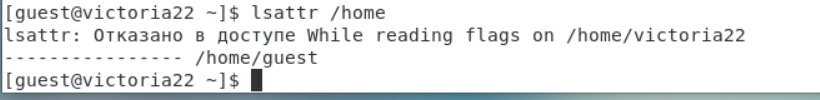 [guest@victoria22 ~]$ lsattr /home
lsattr: Отказано в доступе While reading flags on /home/victoria22
---------------- /home/guest
[guest@victoria22 ~]$